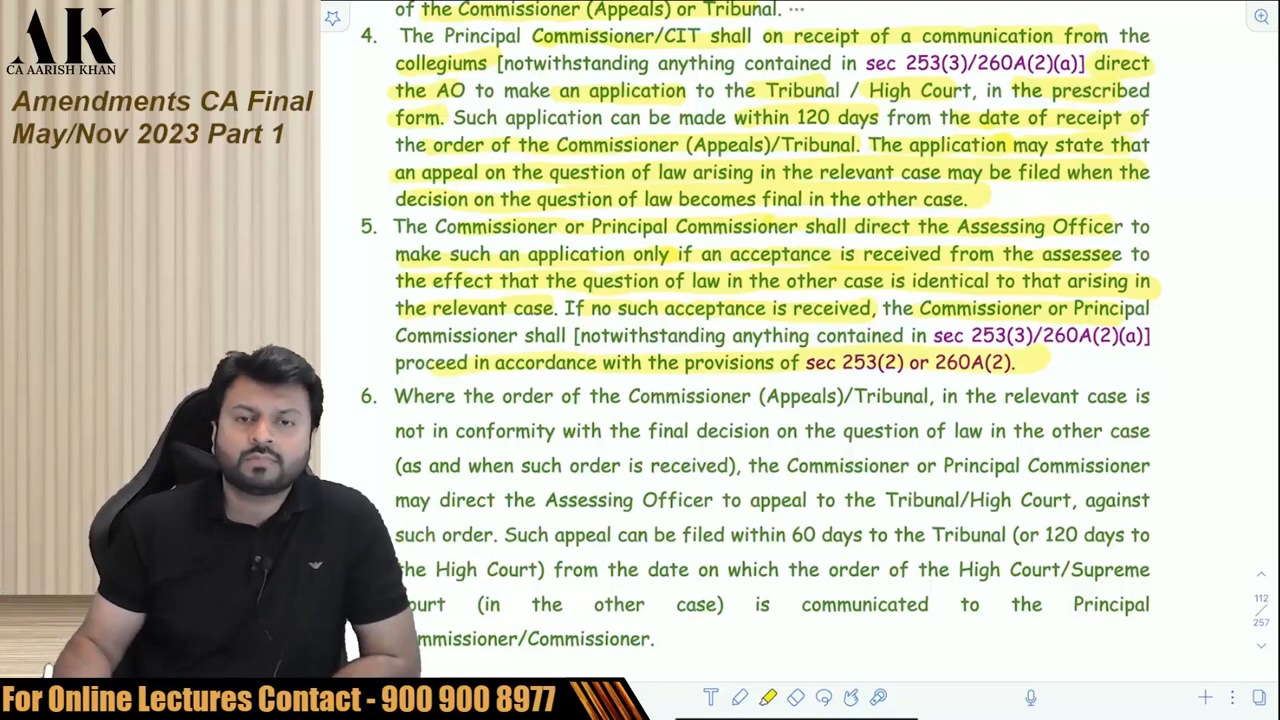 AK
CA AARISH KHAN
Amendments CA Final
May/Nov 2023 Part 1
of the Commissioner (Appeals) or Tribunal. ...
4. The Principal Commissioner/CIT shall on receipt of a communication from the
collegiums [notwithstanding anything contained in sec 253(3)/260A(2)(a)] direct
the AO to make an application to the Tribunal / High Court, in the prescribed
form. Such application can be made within 120 days from the date of receipt of
the order of the Commissioner (Appeals)/Tribunal. The application may state that
an appeal on the question of law arising in the relevant case may be filed when the
decision on the question of law becomes final in the other case.
5. The Commissioner or Principal Commissioner shall direct the Assessing Officer to
make such an application only if an acceptance is received from the assessee to
the effect that the question of law in the other case is identical to that arising in
the relevant case. If no such acceptance is received, the Commissioner or Principal
Commissioner shall [notwithstanding anything contained in sec 253(3)/260A(2)(a)]
proceed in accordance with the provisions of sec 253(2) or 260A(2).
6. Where the order of the Commissioner (Appeals)/Tribunal, in the relevant case is
not in conformity with the final decision on the question of law in the other case
(as and when such order is received), the Commissioner or Principal Commissioner
may direct the Assessing Officer to appeal to the Tribunal/High Court, against
such order. Such appeal can be filed within 60 days to the Tribunal (or 120 days to
the High Court) from the date on which the order of the High Court/Supreme
ourt (in the other case) is communicated to the Principal
mmissioner/Commissioner.
112
257
For Online Lectures Contact - 900 900 8977